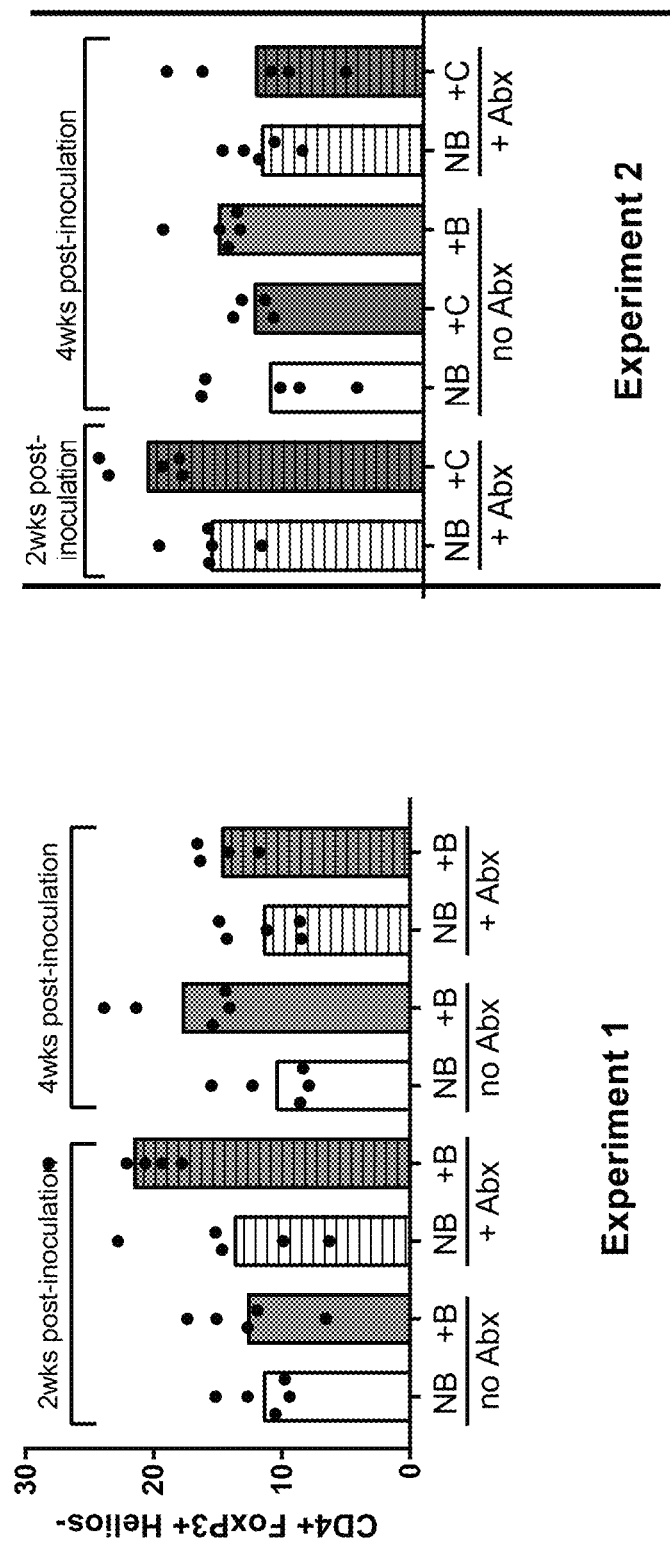 CD4+ FoxP3+ Helios-
30
20
10
0
2wks post-inoculation
4wks post-inoculation
NB +B NB +B NB +B NB +B
no Abx + Abx no Abx + Abx
Experiment 1
2wks post-
inoculation
4wks post-inoculation
NB +C NB +C +B NB +C
+ Abx no Abx + Abx
Experiment 2